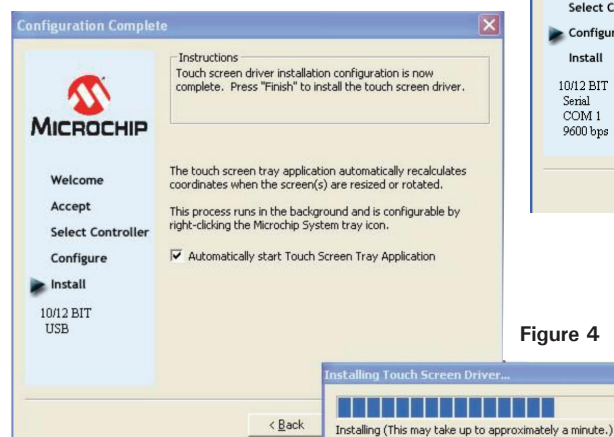 Configuration Complete
Instructions
Touch screen driver installation configuration is now
complete. Press "Finish" to install the touch screen driver.
MICROCHIP
Welcome
Accept
Select Controller
Configure
Install
10/12 BIT
USB
The touch screen tray application automatically recalculates
coordinates when the screen(s) are resized or rotated.
This process runs in the background and is configurable by
right-clicking the Microchip System tray icon.
Automatically start Touch Screen Tray Application
< Back
Select C
Configur
Install
10/12 BIT
Serial
COM 1
9600 bps
Figure 4
Installing Touch Screen Driver...
Installing (This may take up to approximately a minute.)